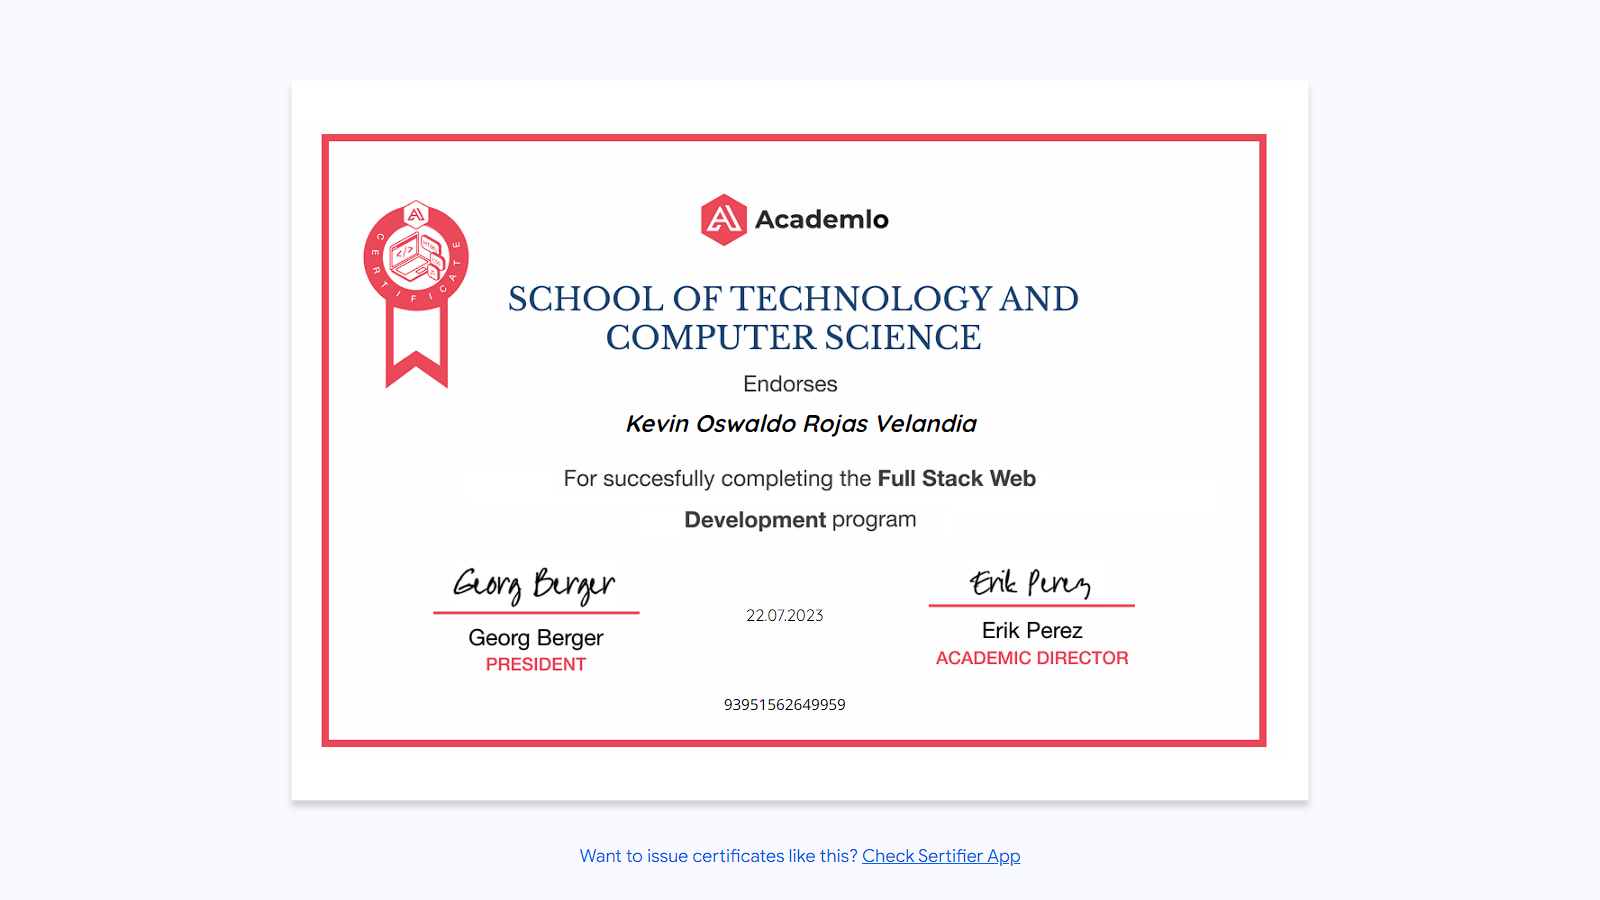 Academlo
CERTIFICATE
SCHOOL OF TECHNOLOGY AND
COMPUTER SCIENCE
Endorses
Kevin Oswaldo Rojas Velandia
For succesfully completing the Full Stack Web
Development program
Georg Berger
Georg Berger
PRESIDENT
22.07.2023
Erik Perez
Erik Perez
ACADEMIC DIRECTOR
93951562649959
Want to issue certificates like this? Check Sertifier App